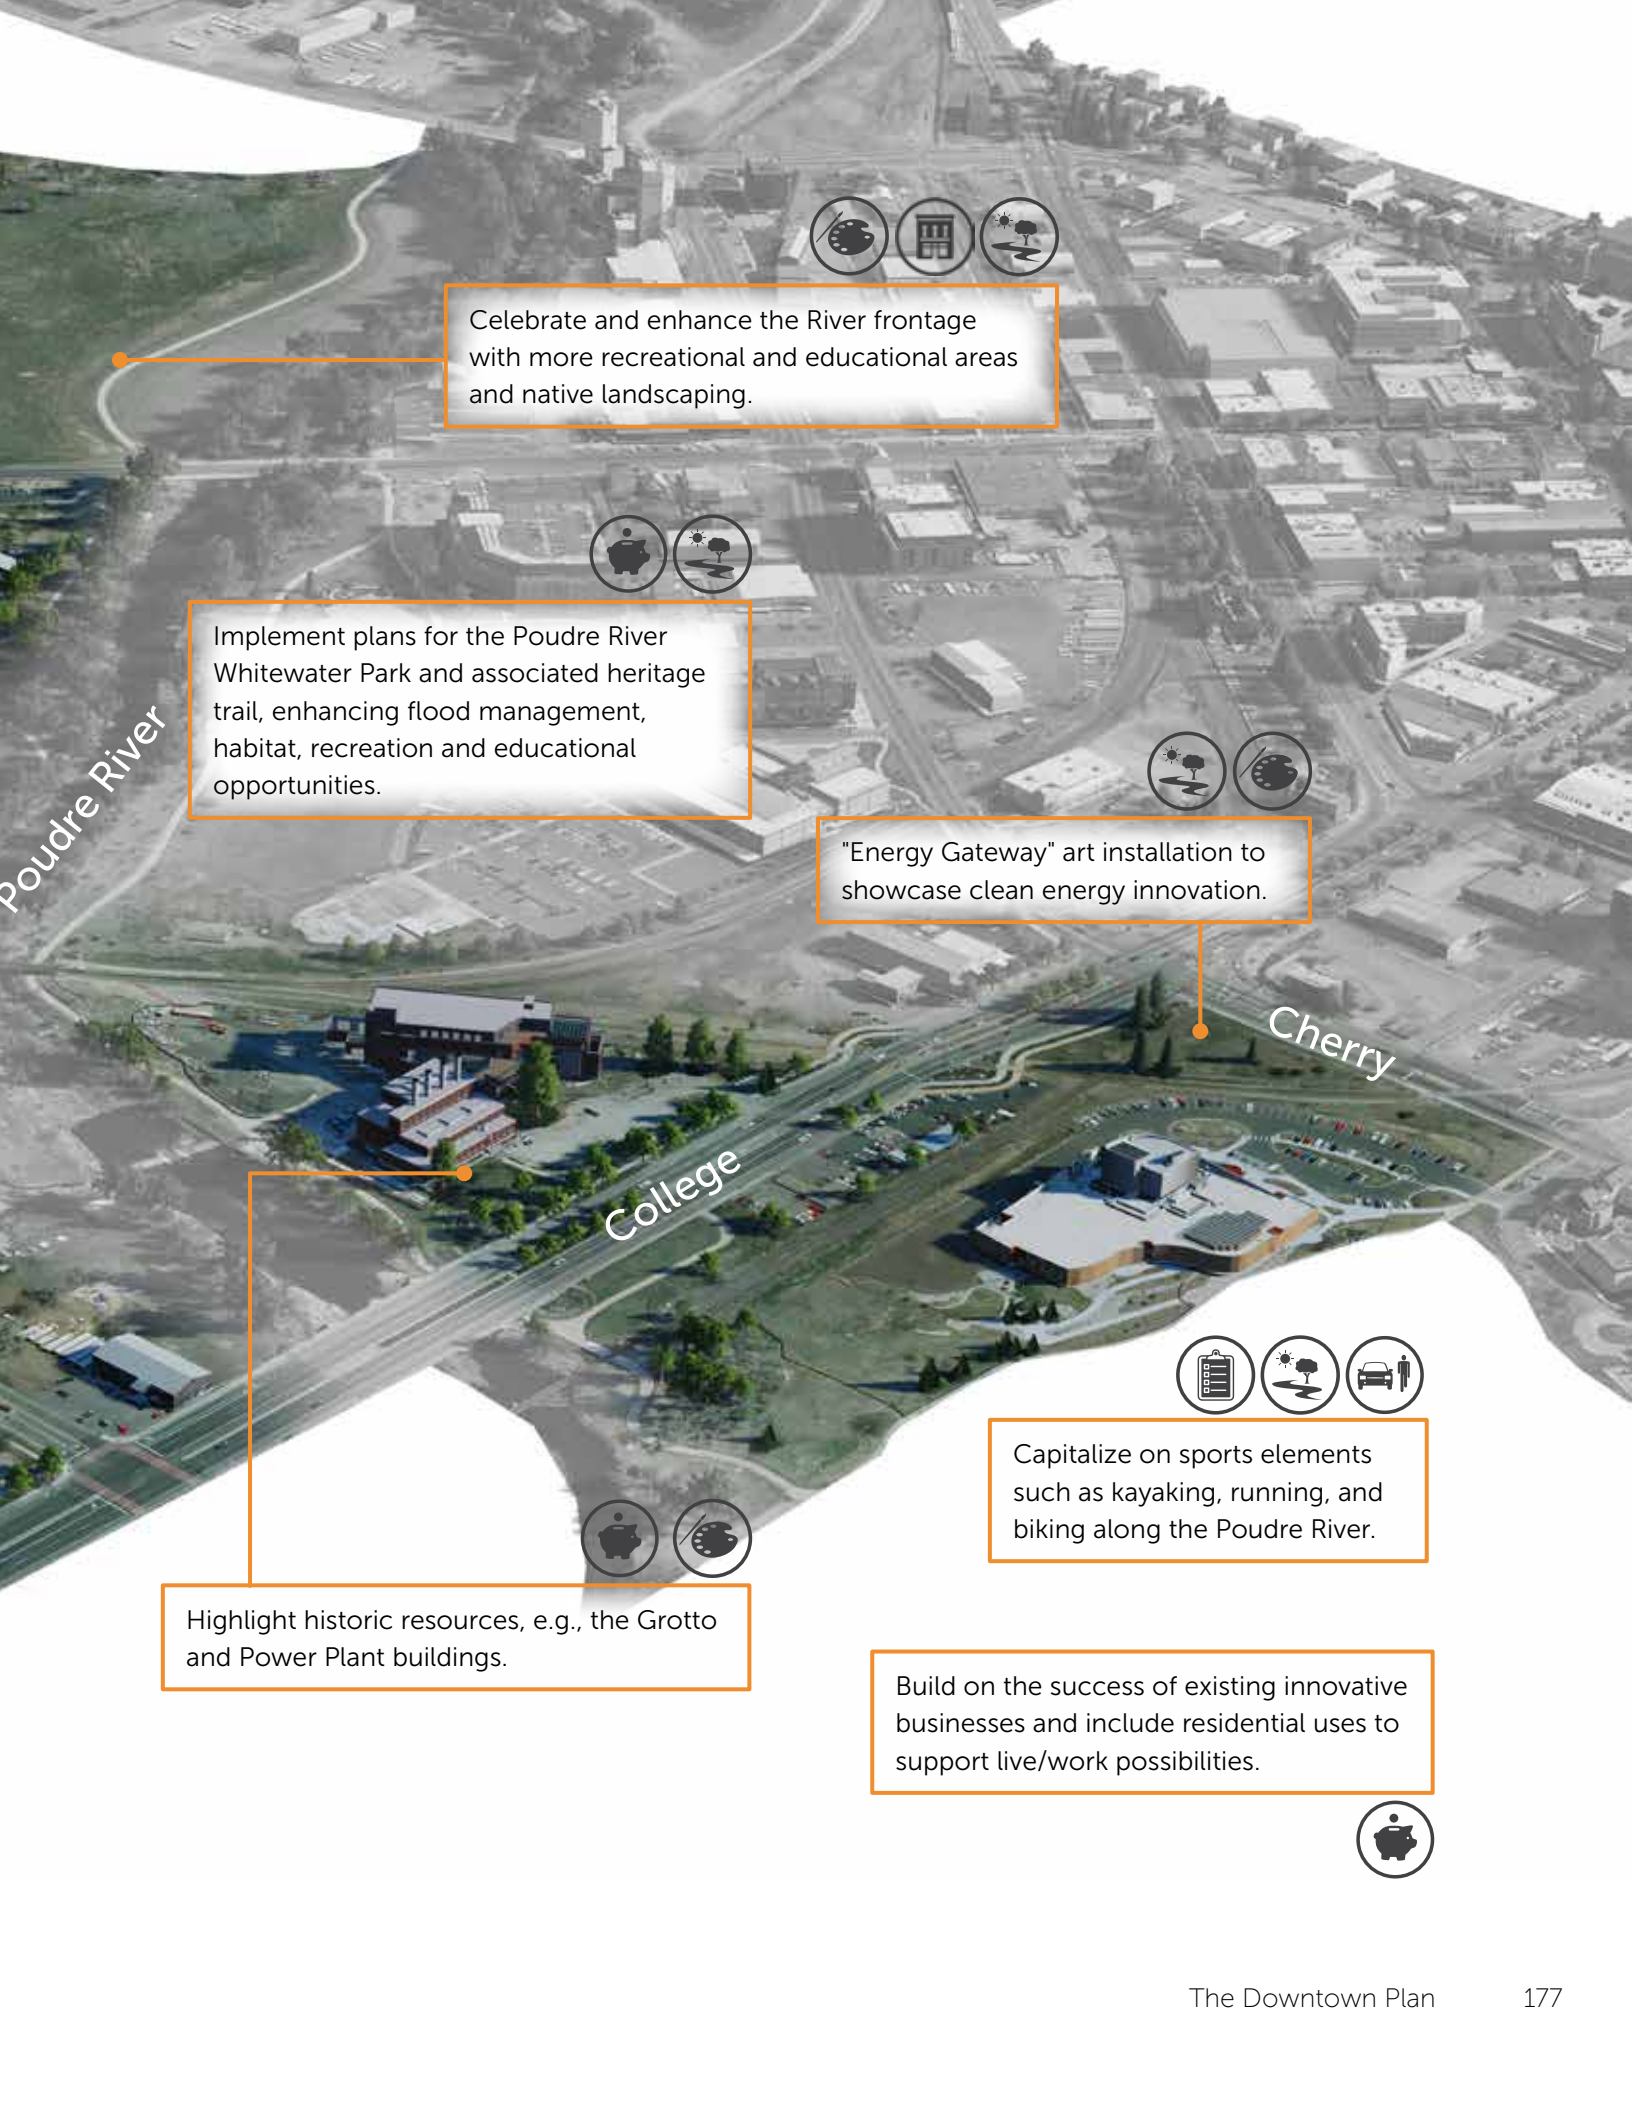 Celebrate and enhance the River frontage
with more recreational and educational areas
and native landscaping.
Implement plans for the Poudre River
Whitewater Park and associated heritage
trail, enhancing flood management,
habitat, recreation and educational
opportunities.
Poudre River
"Energy Gateway" art installation to
showcase clean energy innovation.
Cherry
College
Capitalize on sports elements
such as kayaking, running, and
biking along the Poudre River.
Highlight historic resources, e.g., the Grotto
and Power Plant buildings.
Build on the success of existing innovative
businesses and include residential uses to
support live/work possibilities.
The Downtown Plan 177